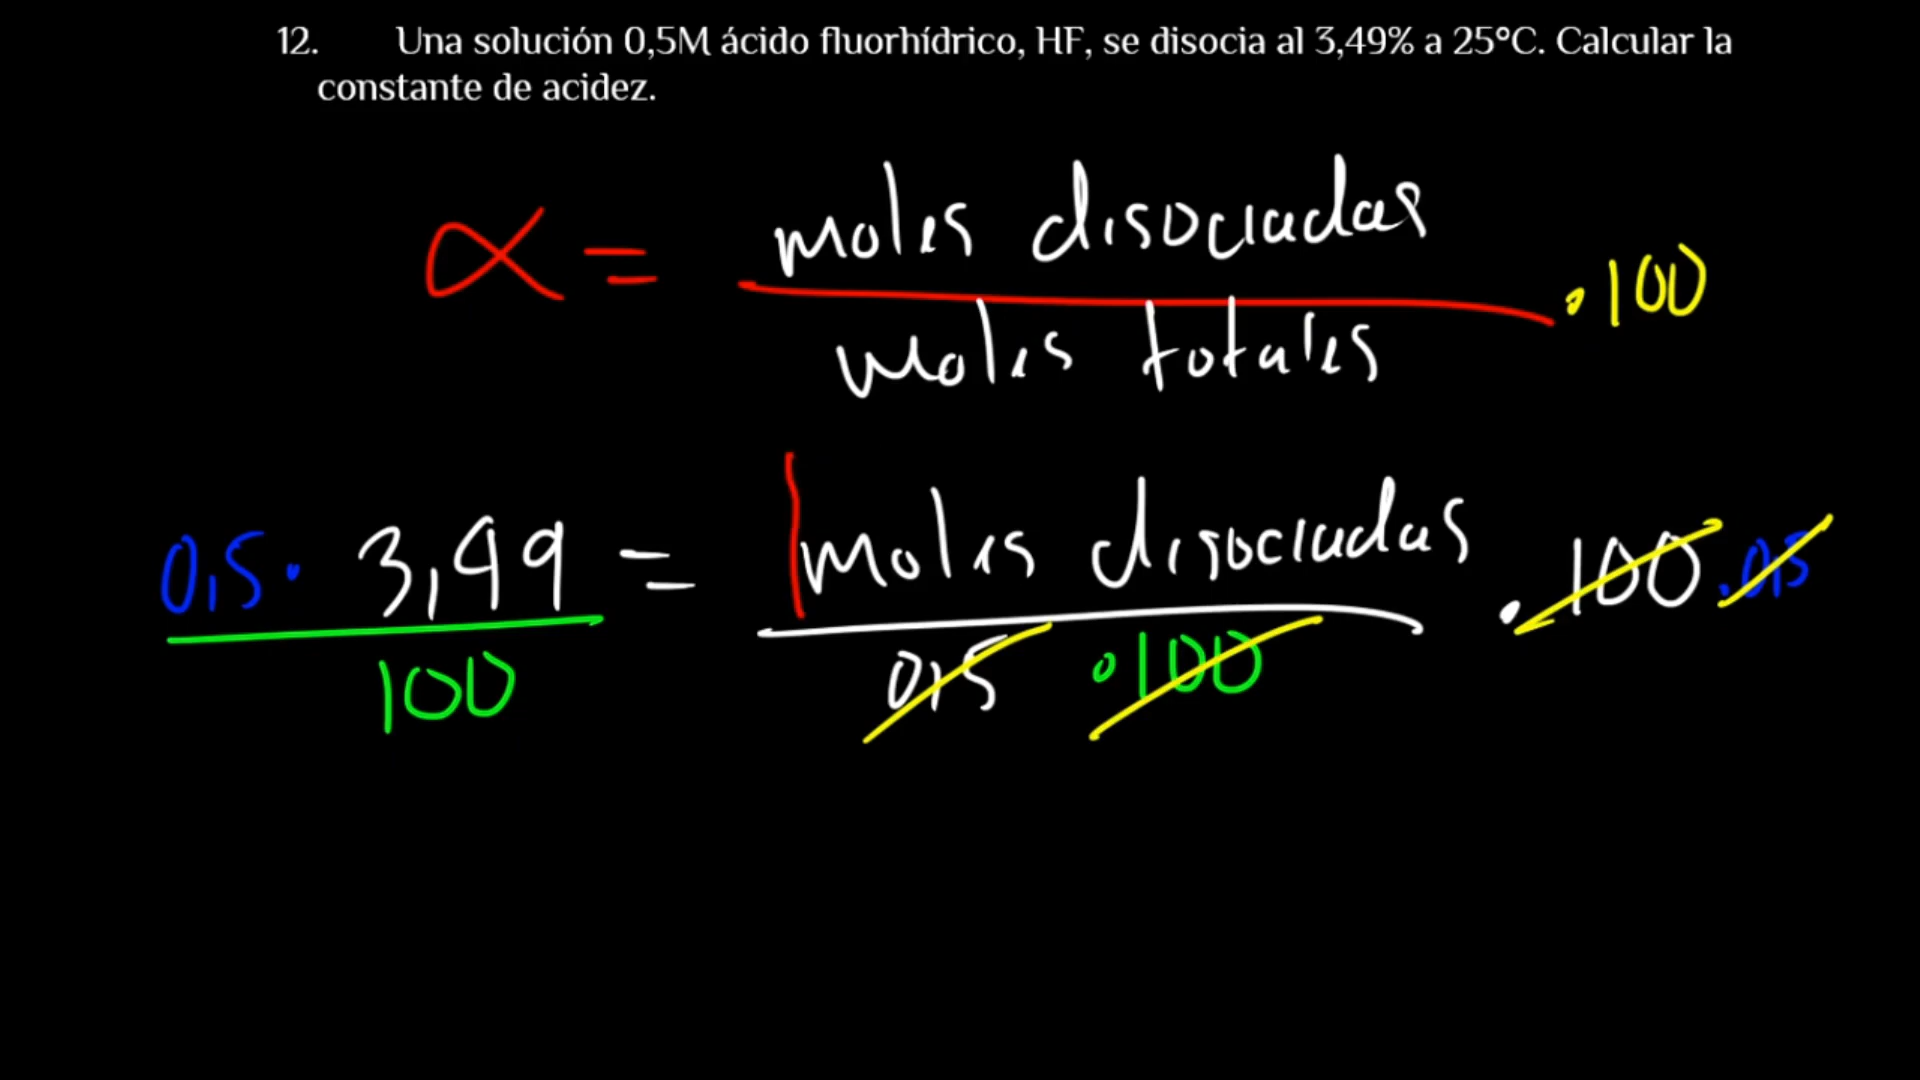 12. Una solución 0,5M ácido fluorhídrico, HF, se disocia al 3,49% a 25°C. Calcular la
constante de acidez.
α = moles disociadas
moles totales
.100
0,5 . 3,49 = moles disociadas . 100 . 0,5
100
0,5 .100